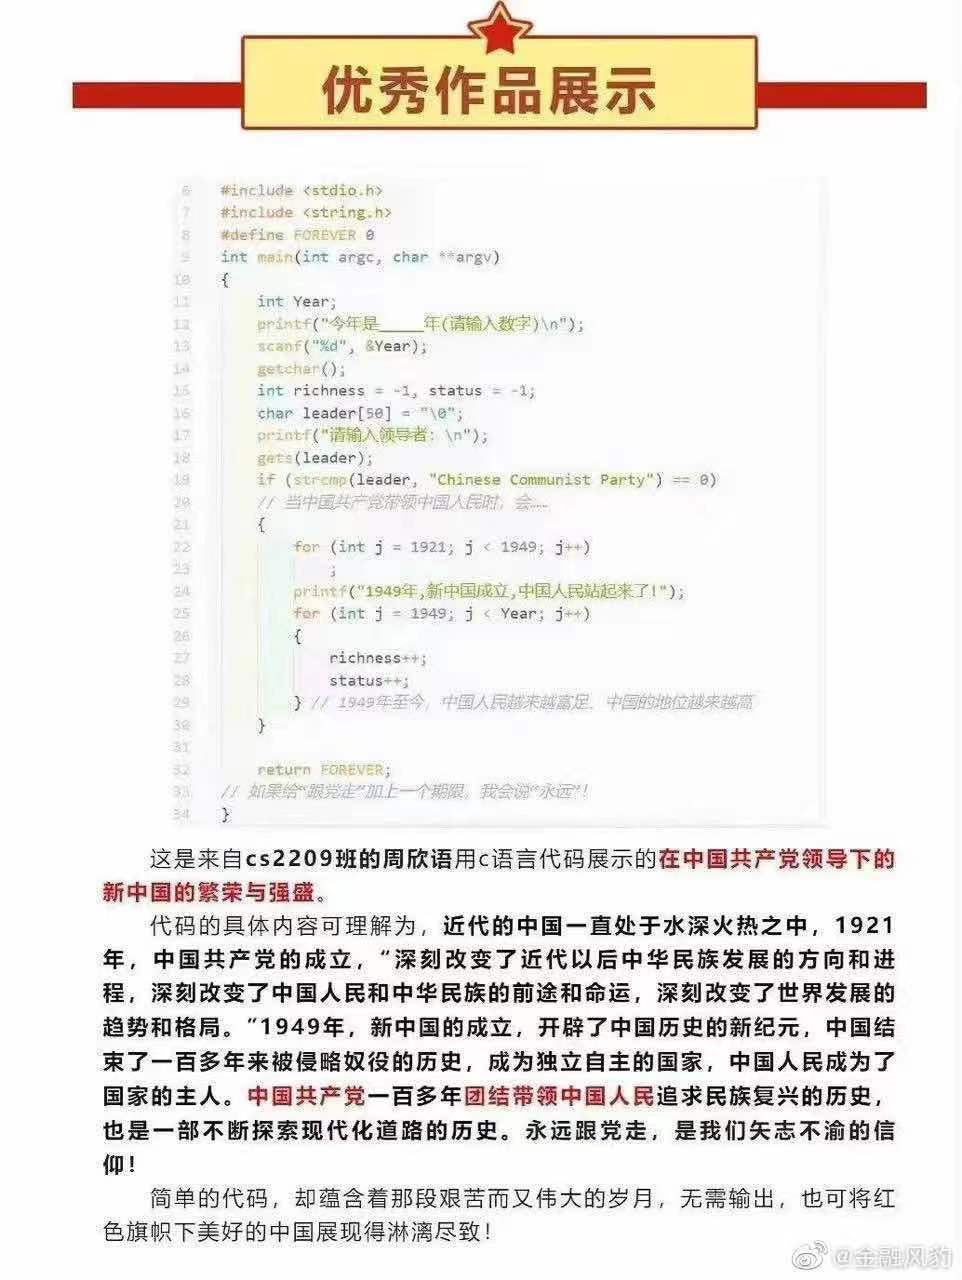 优秀作品展示
6 #include <stdio.h>
7 #include <string.h>
8 #define FOREVER 0
9 int main(int argc, char **argv)
10 {
11 int Year;
12 printf("今年是_____年(请输入数字)\n");
13 scanf("%d", &Year);
14 getchar();
15 int richness = -1, status = -1;
16 char leader[50] = "\0";
17 printf("请输入领导者: \n");
18 gets(leader);
19 if (strcmp(leader, "Chinese Communist Party") == 0)
20 // 当中国共产党带领中国人民时，会……
21 {
22 for (int j = 1921; j < 1949; j++)
23 ;
24 printf("1949年,新中国成立,中国人民站起来了!");
25 for (int j = 1949; j < Year; j++)
26 {
27 richness++;
28 status++;
29 } // 1949年至今，中国人民越来越富足、中国的地位越来越高
30 }
31
32 return FOREVER;
33 // 如果给“跟党走”加上一个期限，我会说“永远”！
34 }
这是来自cs2209班的周欣语用c语言代码展示的在中国共产党领导下的
新中国的繁荣与强盛。
代码的具体内容可理解为，近代的中国一直处于水深火热之中，1921
年，中国共产党的成立，“深刻改变了近代以后中华民族发展的方向和进
程，深刻改变了中国人民和中华民族的前途和命运，深刻改变了世界发展的
趋势和格局。”1949年，新中国的成立，开辟了中国历史的新纪元，中国结
束了一百多年来被侵略奴役的历史，成为独立自主的国家，中国人民成为了
国家的主人。中国共产党一百多年团结带领中国人民追求民族复兴的历史，
也是一部不断探索现代化道路的历史。永远跟党走，是我们矢志不渝的信
仰！
简单的代码，却蕴含着那段艰苦而又伟大的岁月，无需输出，也可将红
色旗帜下美好的中国展现得淋漓尽致！
@金融风豹